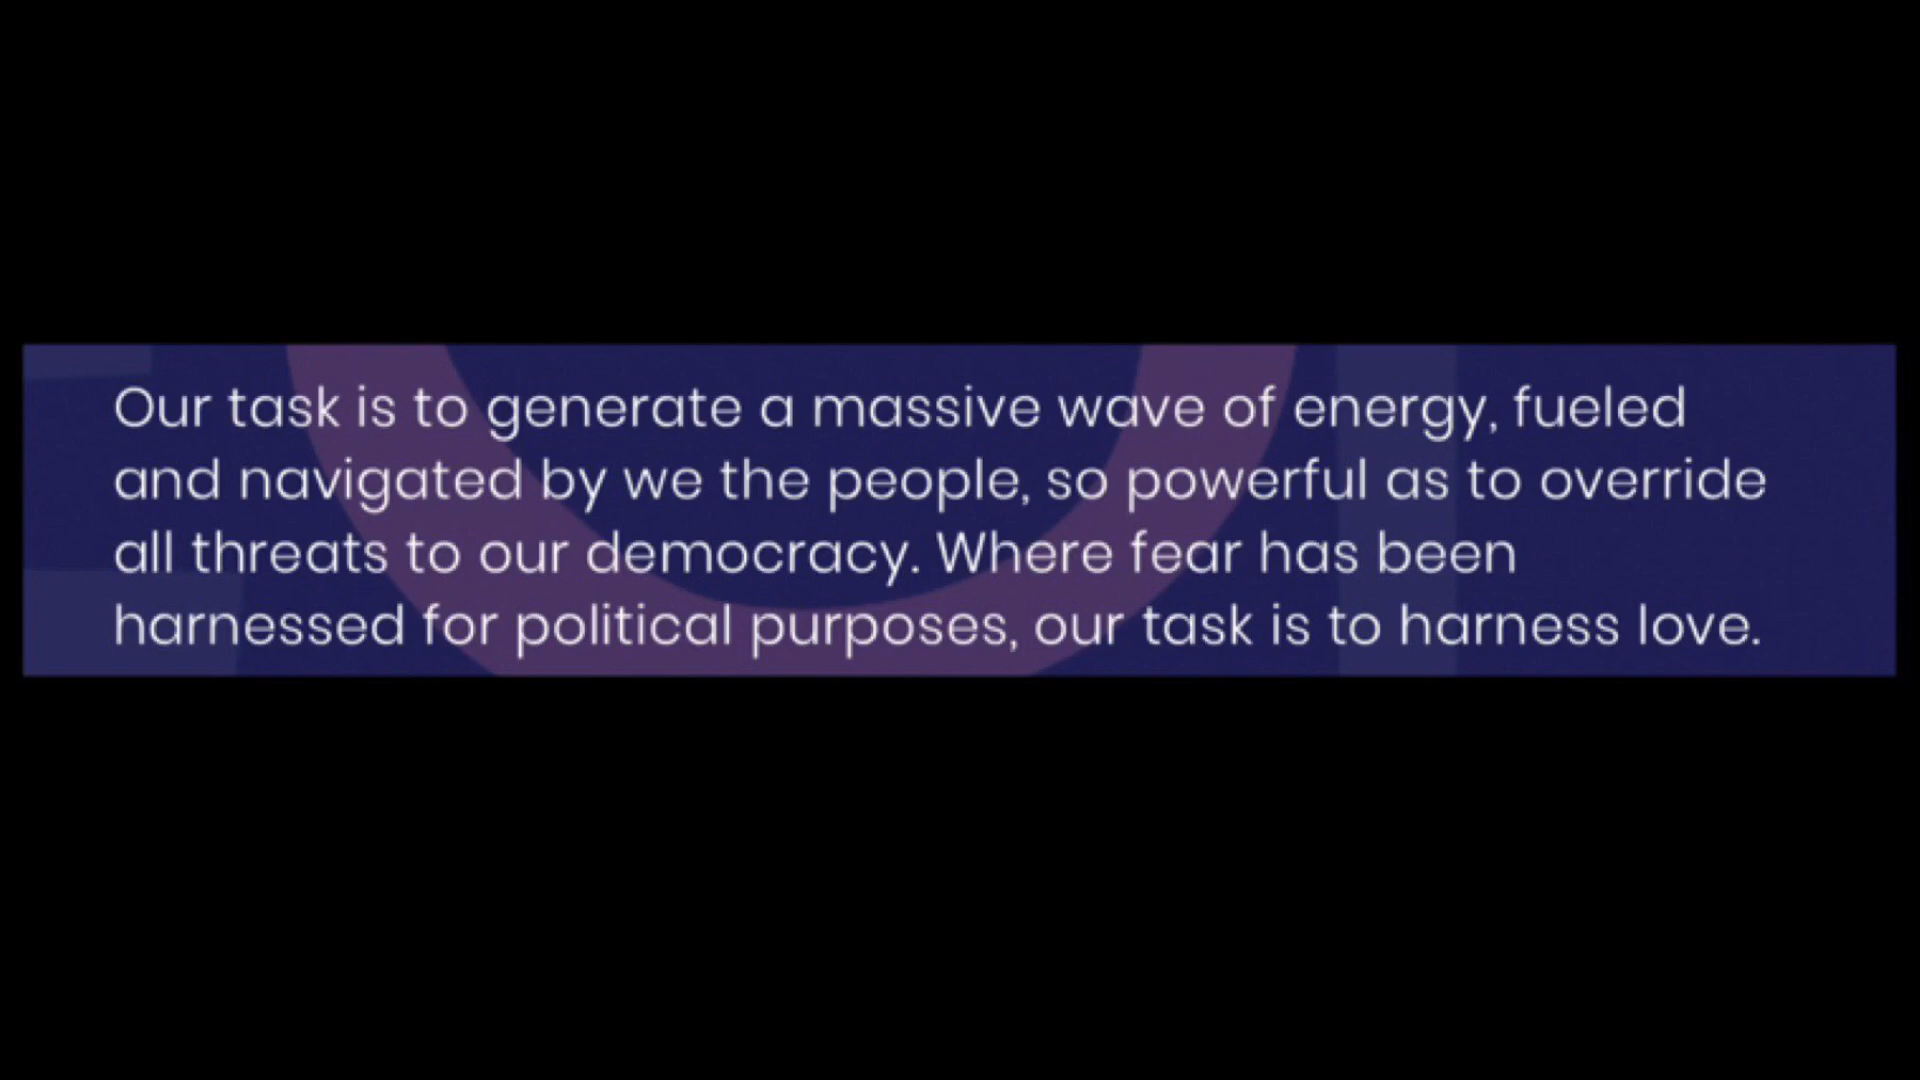 Our task is to generate a massive wave of energy, fueled
and navigated by we the people, so powerful as to override
all threats to our democracy. Where fear has been
harnessed for political purposes, our task is to harness love.